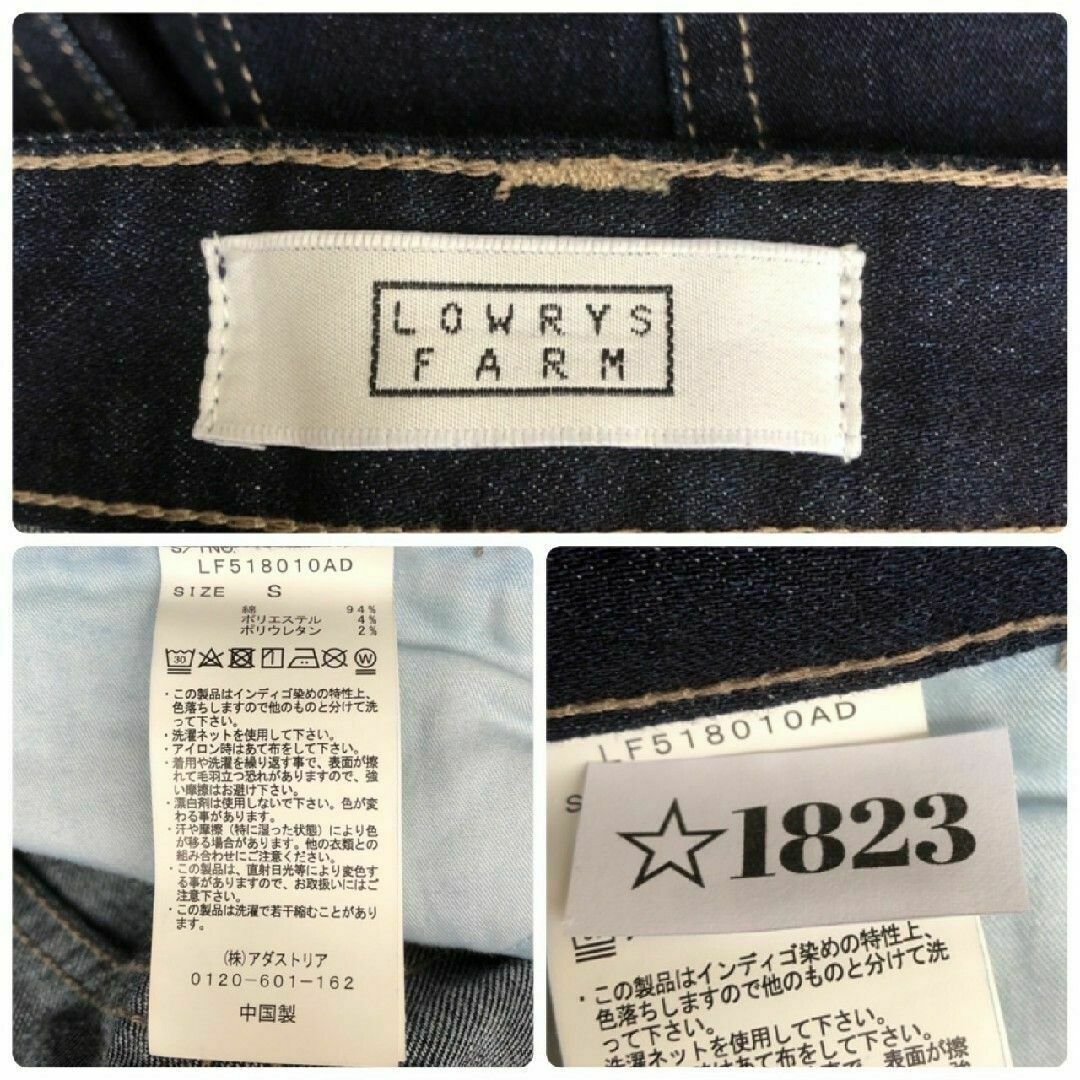 LOWRYS
FARM
LF518010AD
SIZE S
綿 94%
ポリエステル 4%
ポリウレタン 2%
30
W
・この製品はインディゴ染めの特性上、
色落ちしますので他のものと分けて洗
って下さい。
・洗濯ネットを使用して下さい。
・アイロン時はあて布をして下さい。
・着用や洗濯を繰り返す事で、表面が擦
れて毛羽立つ恐れがありますので、強
い摩擦はお避け下さい。
・漂白剤は使用しないで下さい。色が変
わる事があります。
・汗や摩擦（特に湿った状態）により色
が移る場合があります。他の衣類との
組み合わせにご注意ください。
・この製品は、直射日光等により変色す
る事がありますので、お取扱いにはご
注意下さい。
・この製品は洗濯で若干縮むことがあり
ます。
(株)アダストリア
0120-601-162
中国製
LF518010AD
☆1823
・この製品はインディゴ染めの特性上、
色落ちしますので他のものと分けて洗
って下さい。
洗濯ネットを使用して下さい。
はあて布をして下さい。
で、表面が擦